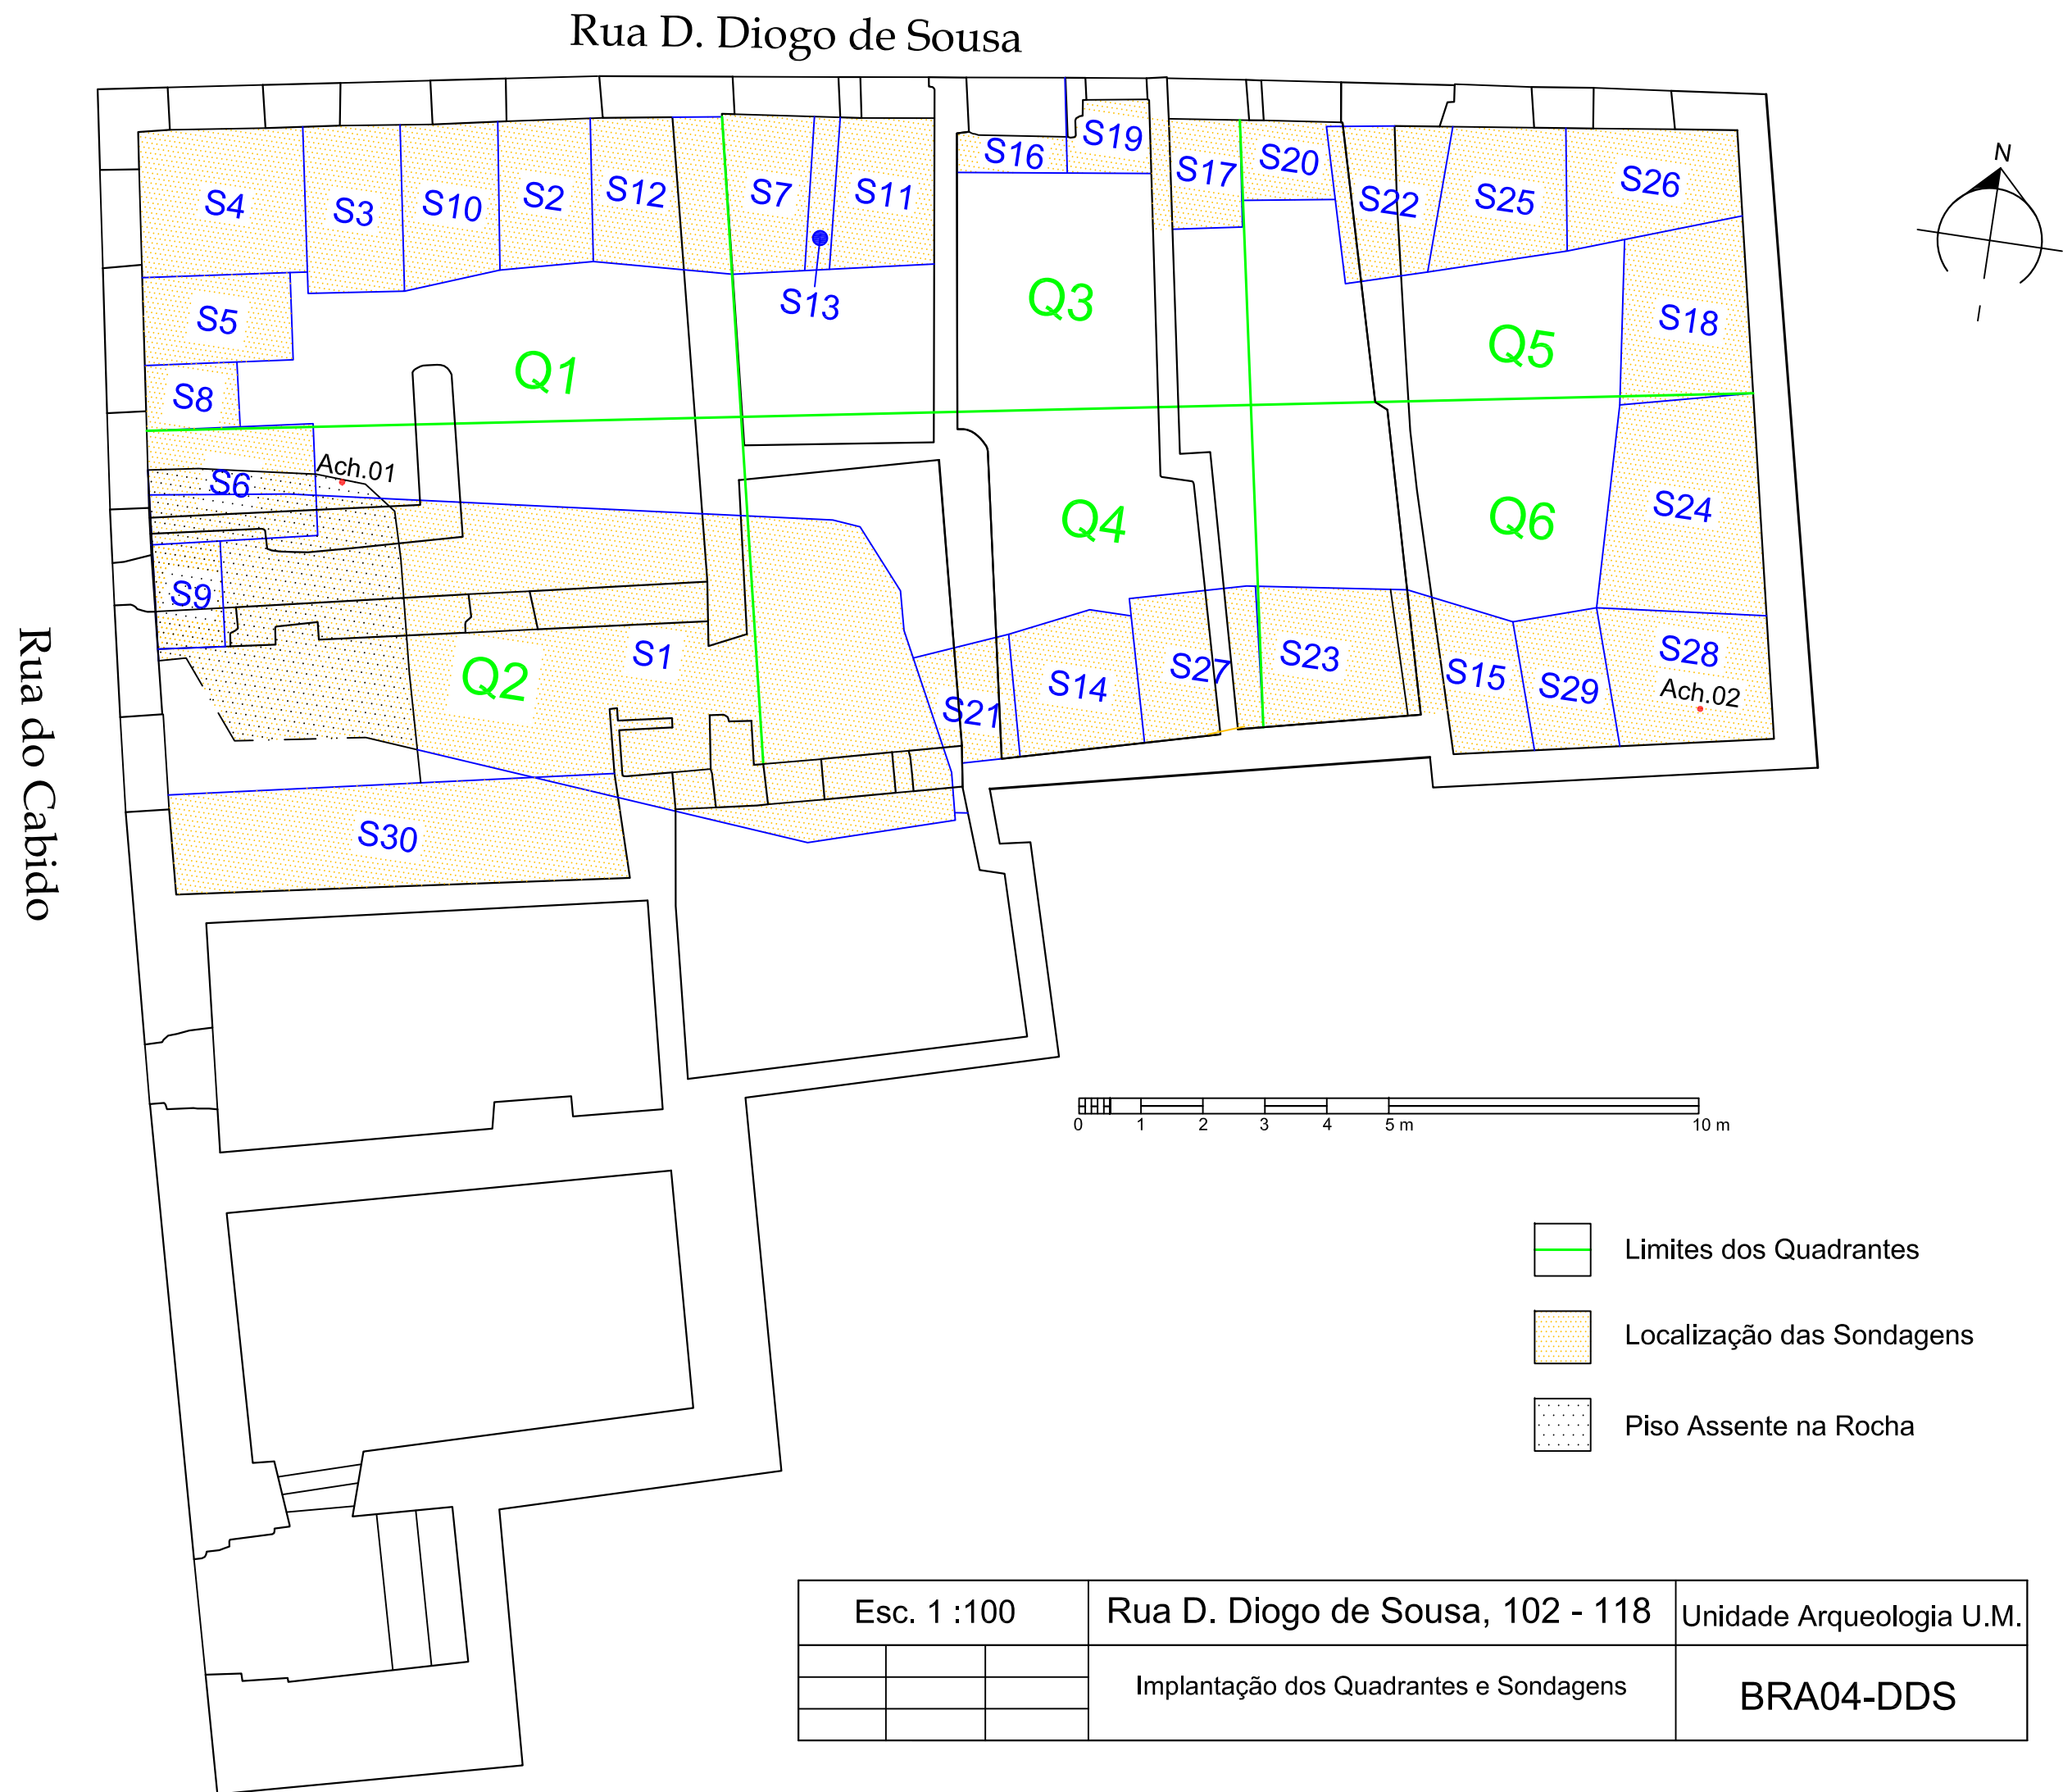 Rua D. Diogo de Sousa
N
S19
S16
S17
S20
S4
S3
S10
S2
S12
S7
S11
S22
S25
S26
S13
S5
Q1
Q3
Q5
S18
S8
Ach.01
S6
Q4
Q6
S24
S9
Rua do Cabido
Q2
S1
S21
S14
S27
S23
S15
S29
S28
Ach.02
S30
0 1 2 3 4 5 m 10 m
Limites dos Quadrantes
Localização das Sondagens
Piso Assente na Rocha
Esc. 1 :100
Rua D. Diogo de Sousa, 102 - 118
Unidade Arqueologia U.M.
Implantação dos Quadrantes e Sondagens
BRA04-DDS